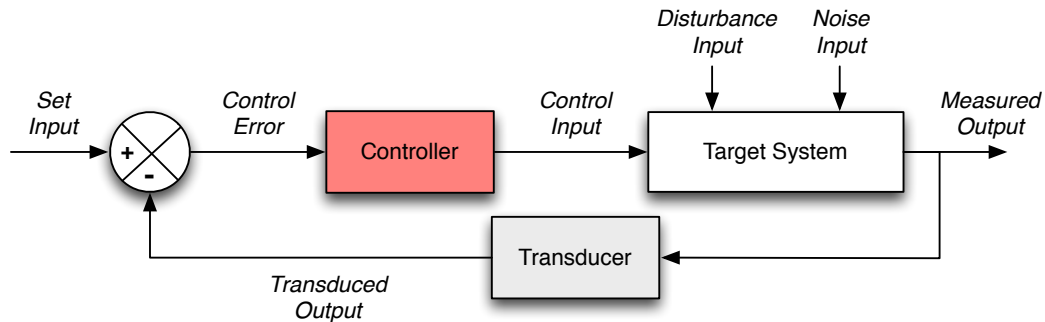 Disturbance
Input
Noise
Input
Set
Input
Control
Error
Control
Input
Measured
Output
+
-
Controller
Target System
Transducer
Transduced
Output